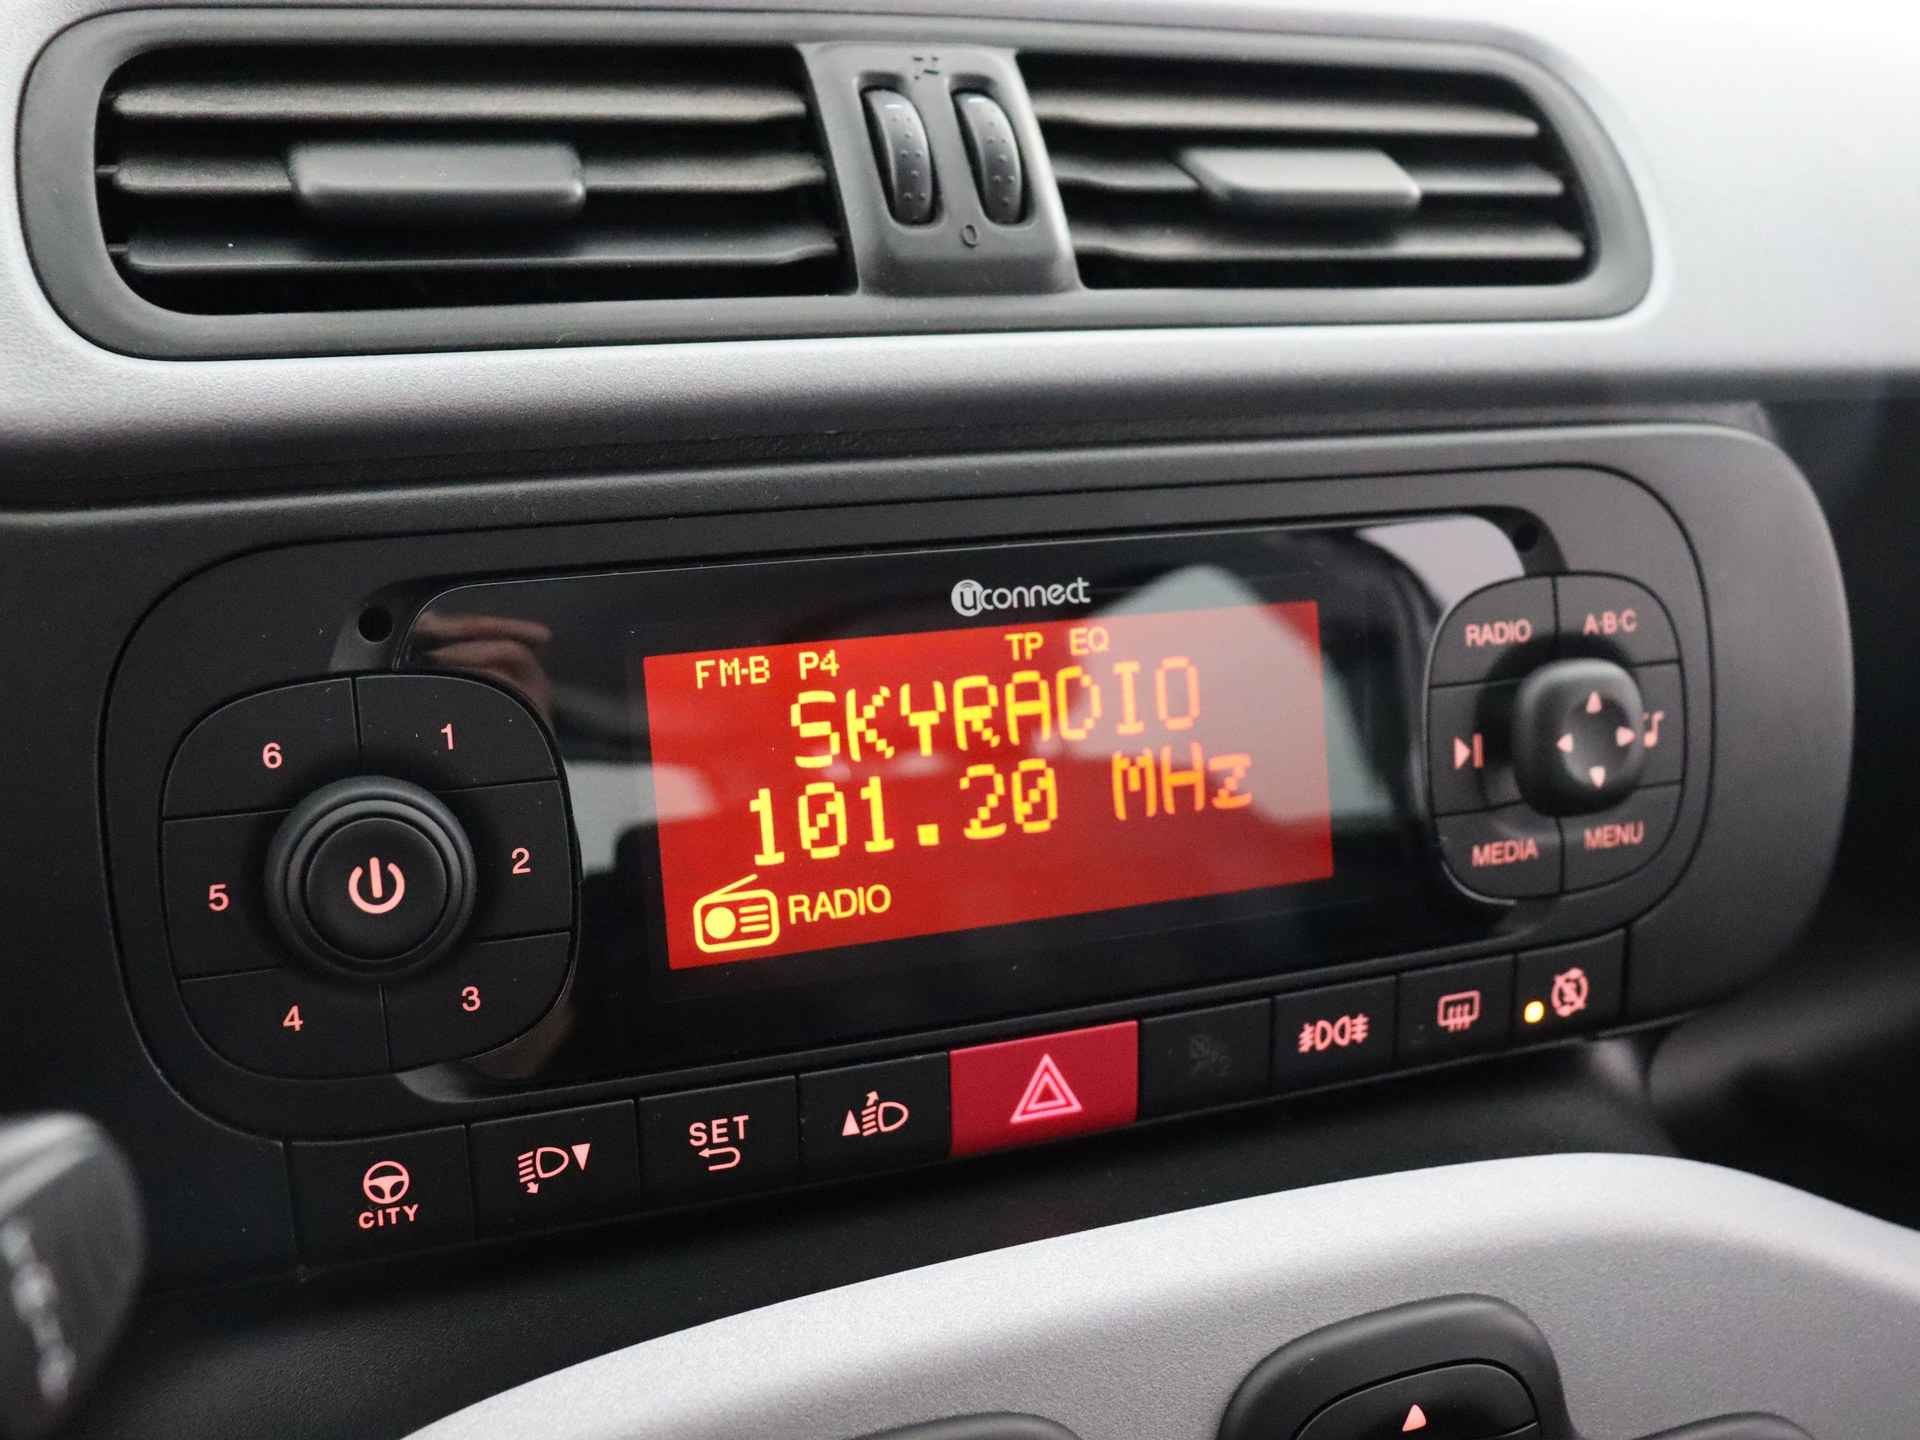 uconnect
FM-B P4 TP EQ
SKYRADIO
101.20 MHz
RADIO
6 1
5 2
4 3
RADIO A·B·C
MEDIA MENU
CITY
SET
0